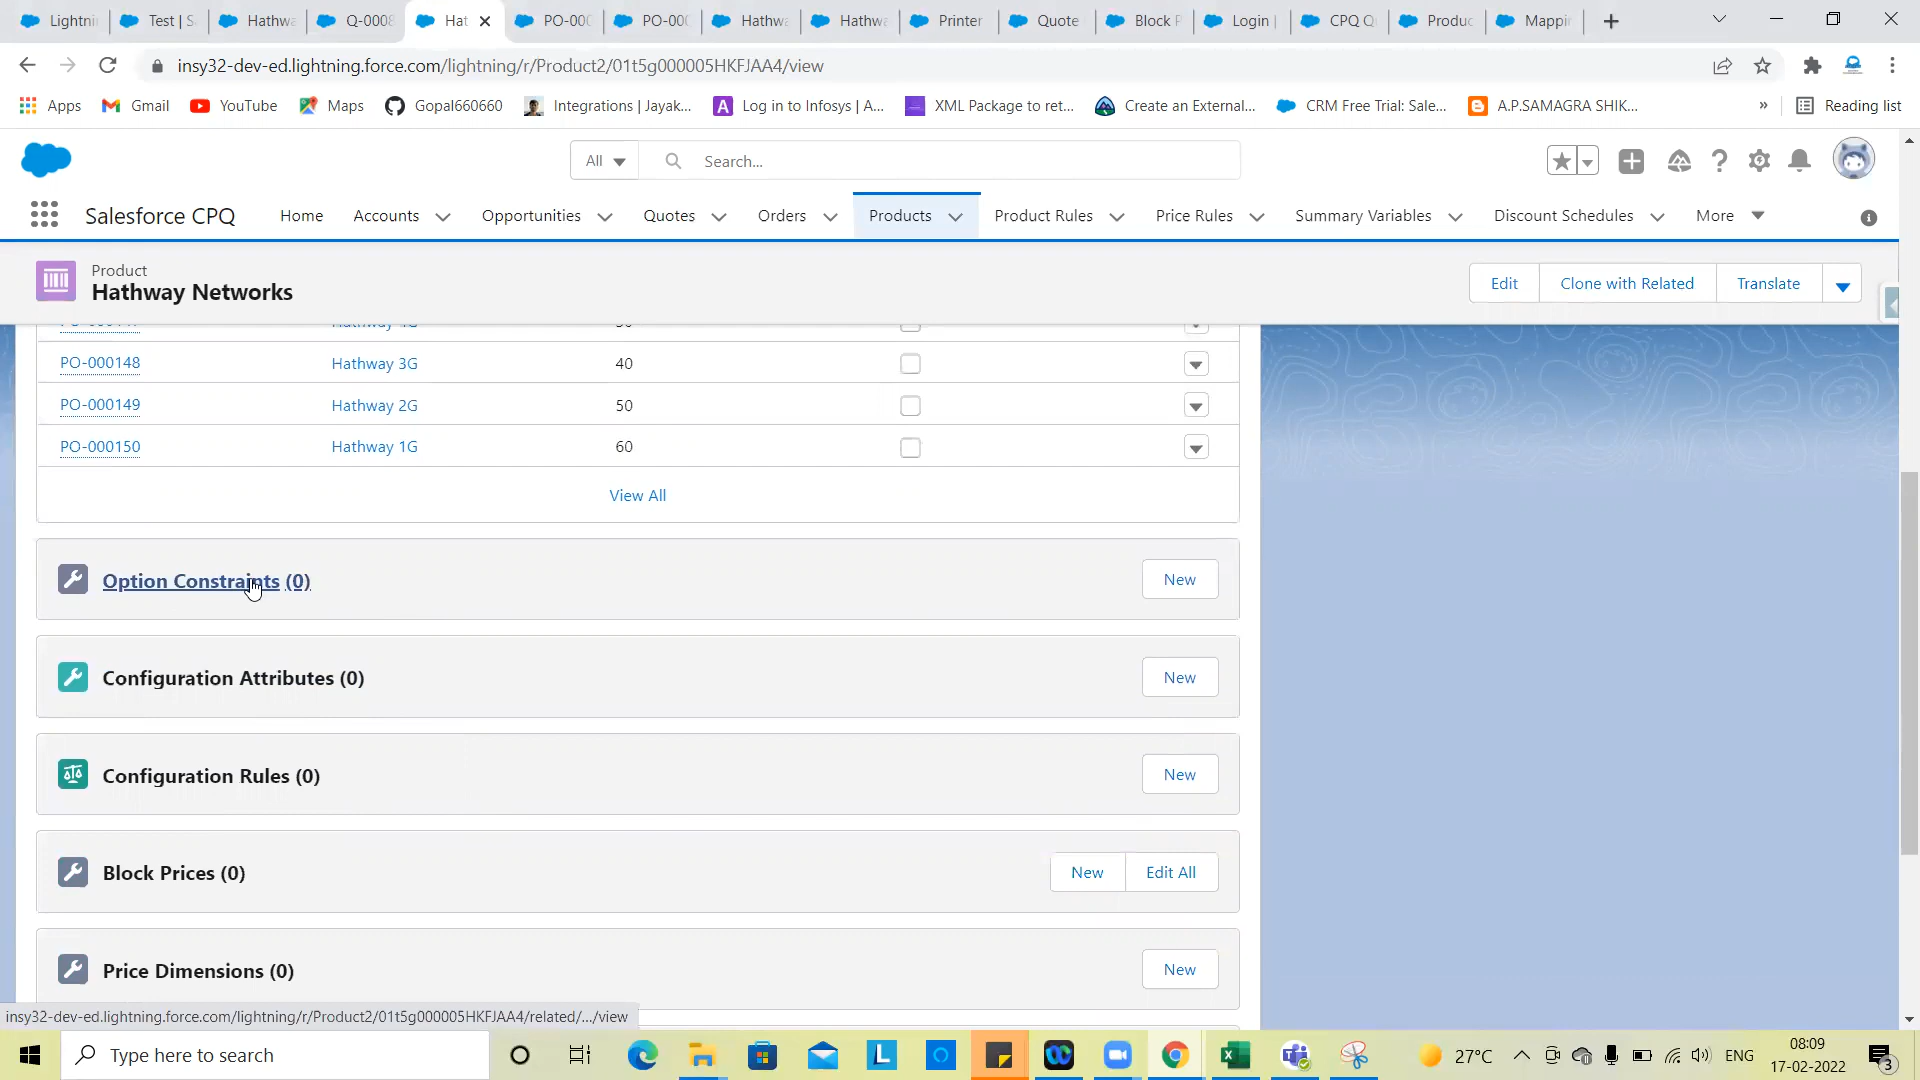 Lightni
Test | S
Hathwa
Q-0008
Hat
PO-000
PO-000
Hathwa
Hathwa
Printer
Quote
Block P
Login |
CPQ Q
Produc
Mappi
insy32-dev-ed.lightning.force.com/lightning/r/Product2/01t5g000005HKFJAA4/view
Apps
Gmail
YouTube
Maps
Gopal660060
Integrations | Jayak...
Log in to Infosys | A...
XML Package to ret...
Create an External...
CRM Free Trial: Sale...
A.P.SAMAGRA SHIK...
»
Reading list
All
Search...
Salesforce CPQ
Home
Accounts
Opportunities
Quotes
Orders
Products
Product Rules
Price Rules
Summary Variables
Discount Schedules
More
Product
Hathway Networks
Edit
Clone with Related
Translate
PO-000148 Hathway 3G 40
PO-000149 Hathway 2G 50
PO-000150 Hathway 1G 60
View All
Option Constraints (0)
New
Configuration Attributes (0)
New
Configuration Rules (0)
New
Block Prices (0)
New
Edit All
Price Dimensions (0)
New
insy32-dev-ed.lightning.force.com/lightning/r/Product2/01t5g000005HKFJAA4/related/.../view
Type here to search
27°C
ENG
08:09
17-02-2022
3